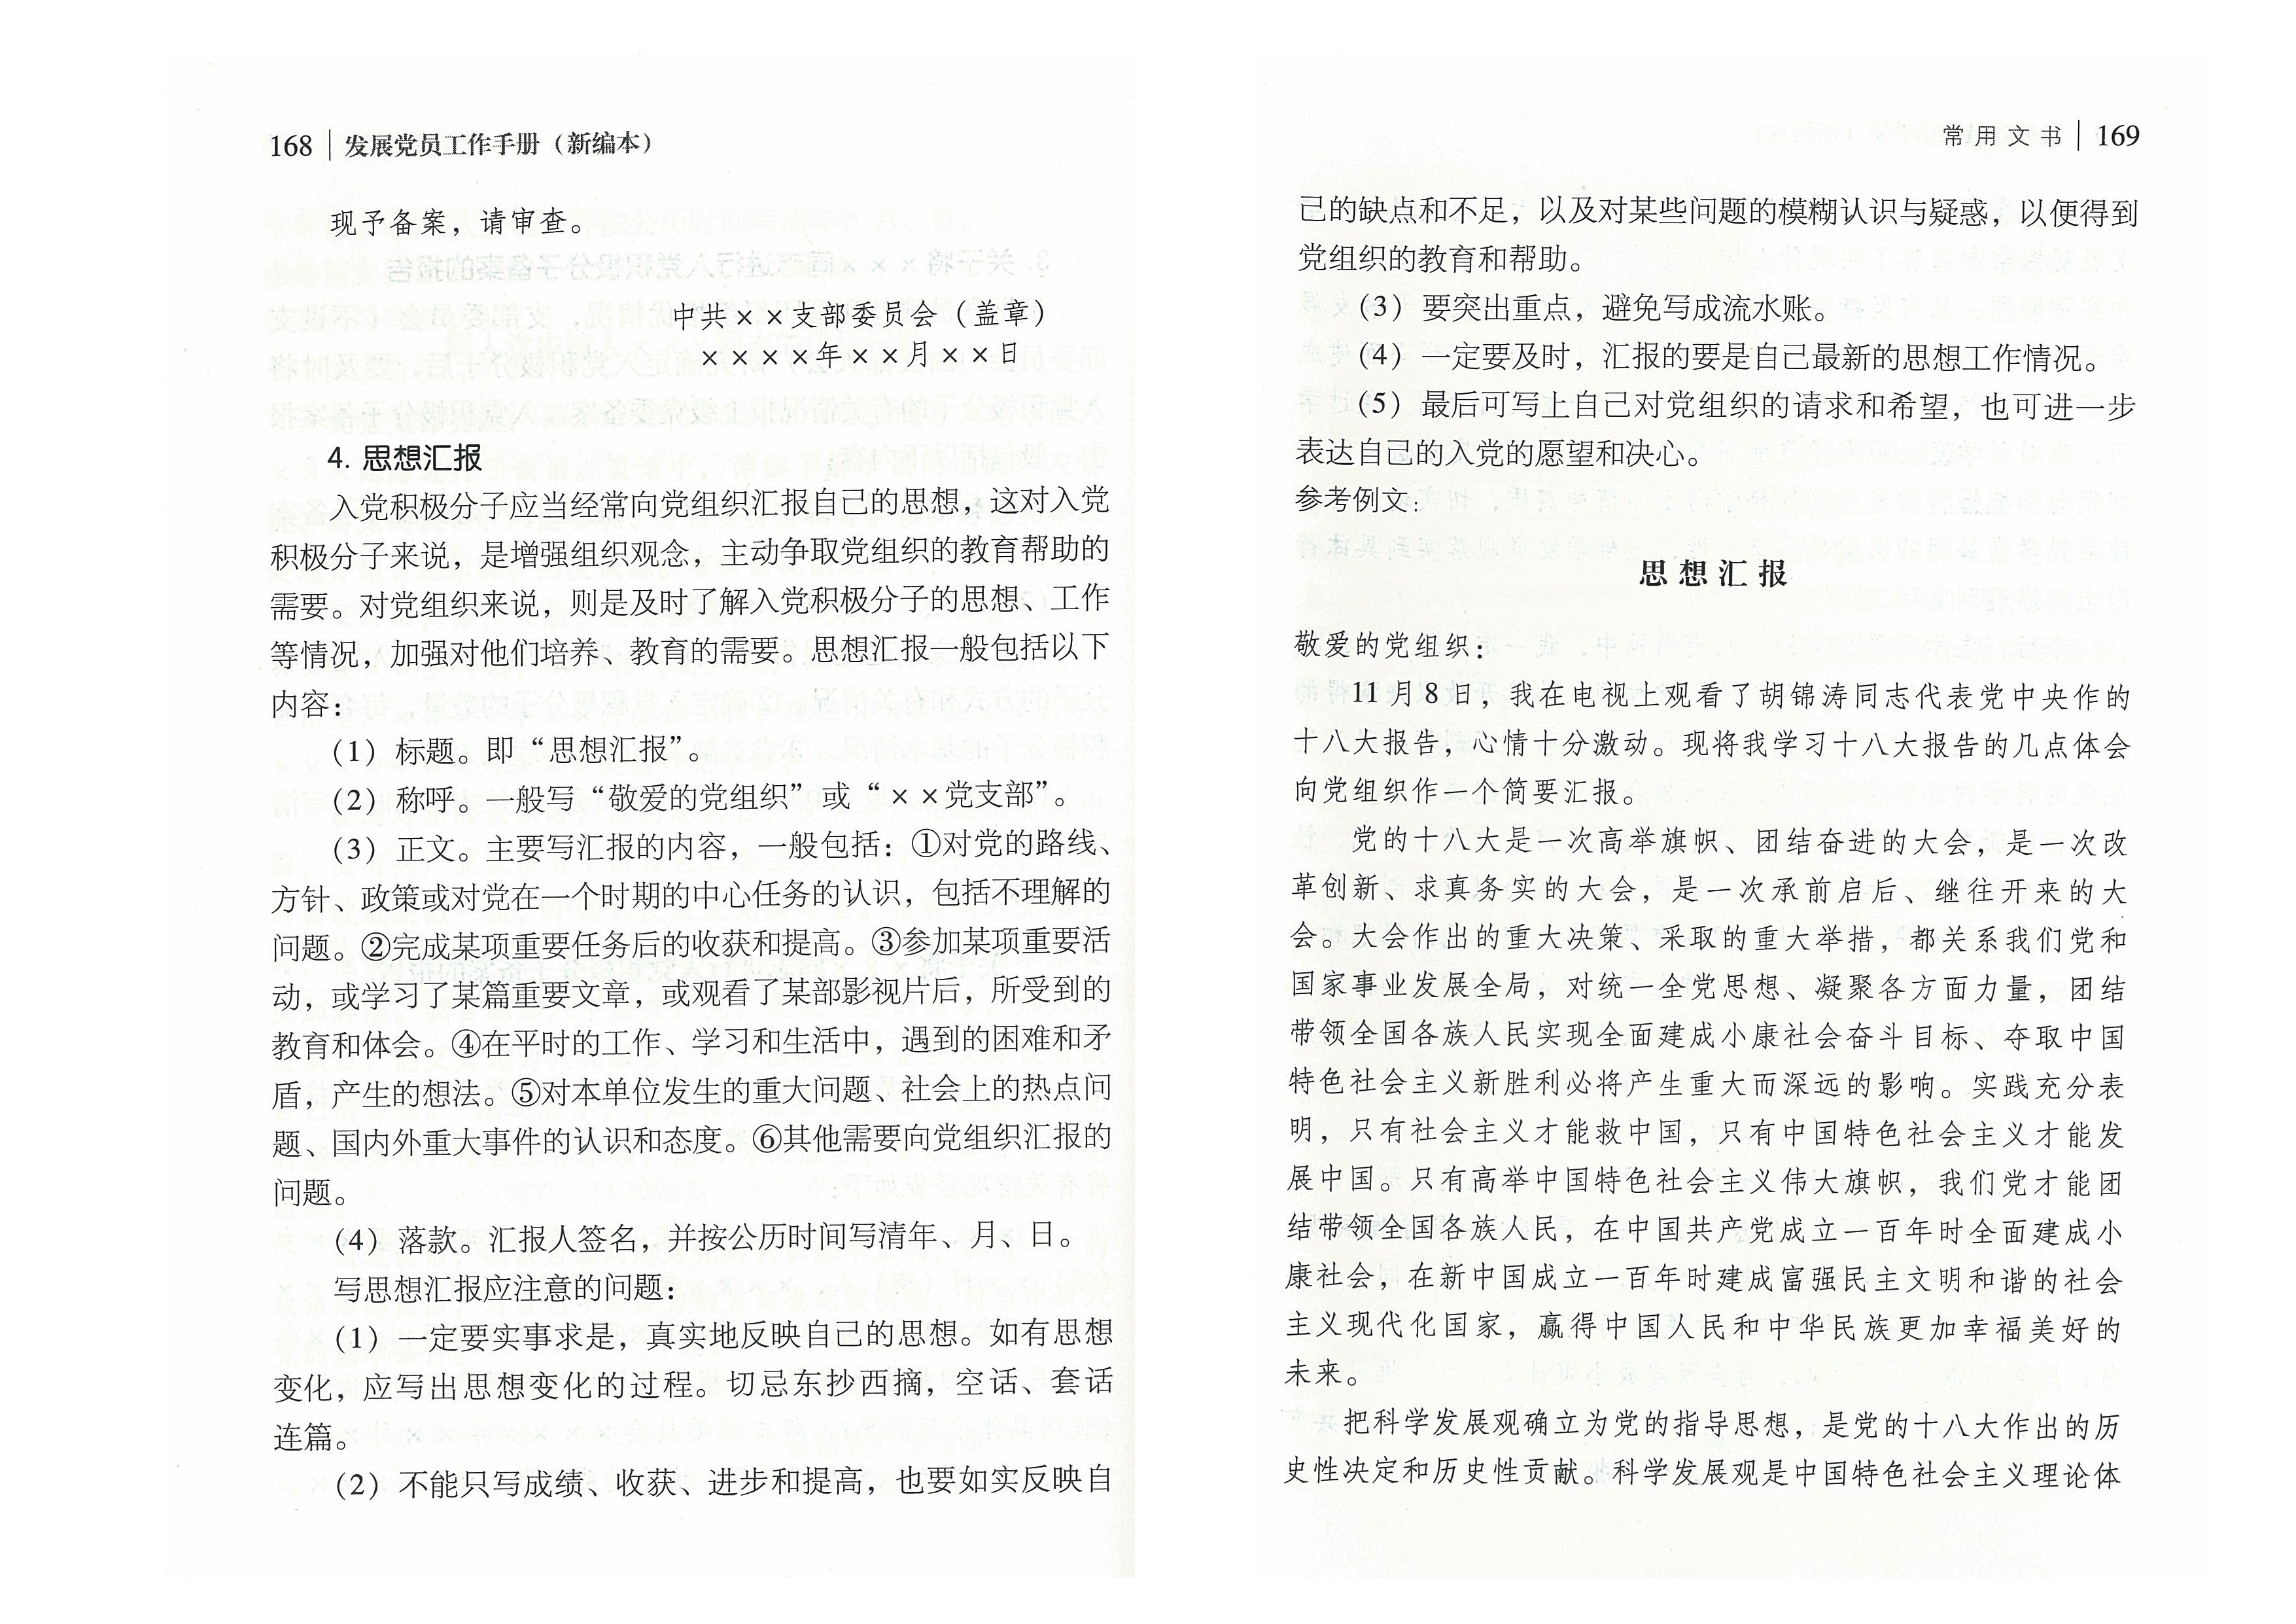 168 | 发展党员工作手册（新编本）
现予备案，请审查。
中共××支部委员会（盖章）
××××年××月××日
4. 思想汇报
入党积极分子应当经常向党组织汇报自己的思想，这对入党
积极分子来说，是增强组织观念，主动争取党组织的教育帮助的
需要。对党组织来说，则是及时了解入党积极分子的思想、工作
等情况，加强对他们培养、教育的需要。思想汇报一般包括以下
内容：
（1）标题。即“思想汇报”。
（2）称呼。一般写“敬爱的党组织”或“××党支部”。
（3）正文。主要写汇报的内容，一般包括：①对党的路线、
方针、政策或对党在一个时期的中心任务的认识，包括不理解的
问题。②完成某项重要任务后的收获和提高。③参加某项重要活
动，或学习了某篇重要文章，或观看了某部影视片后，所受到的
教育和体会。④在平时的工作、学习和生活中，遇到的困难和矛
盾，产生的想法。⑤对本单位发生的重大问题、社会上的热点问
题、国内外重大事件的认识和态度。⑥其他需要向党组织汇报的
问题。
（4）落款。汇报人签名，并按公历时间写清年、月、日。
写思想汇报应注意的问题：
（1）一定要实事求是，真实地反映自己的思想。如有思想
变化，应写出思想变化的过程。切忌东抄西摘，空话、套话
连篇。
（2）不能只写成绩、收获、进步和提高，也要如实反映自
常用文书 | 169
己的缺点和不足，以及对某些问题的模糊认识与疑惑，以便得到
党组织的教育和帮助。
（3）要突出重点，避免写成流水账。
（4）一定要及时，汇报的要是自己最新的思想工作情况。
（5）最后可写上自己对党组织的请求和希望，也可进一步
表达自己的入党的愿望和决心。
参考例文：
思想汇报
敬爱的党组织：
11月8日，我在电视上观看了胡锦涛同志代表党中央作的
十八大报告，心情十分激动。现将我学习十八大报告的几点体会
向党组织作一个简要汇报。
党的十八大是一次高举旗帜、团结奋进的大会，是一次改
革创新、求真务实的大会，是一次承前启后、继往开来的大
会。大会作出的重大决策、采取的重大举措，都关系我们党和
国家事业发展全局，对统一全党思想、凝聚各方面力量，团结
带领全国各族人民实现全面建成小康社会奋斗目标、夺取中国
特色社会主义新胜利必将产生重大而深远的影响。实践充分表
明，只有社会主义才能救中国，只有中国特色社会主义才能发
展中国。只有高举中国特色社会主义伟大旗帜，我们党才能团
结带领全国各族人民，在中国共产党成立一百年时全面建成小
康社会，在新中国成立一百年时建成富强民主文明和谐的社会
主义现代化国家，赢得中国人民和中华民族更加幸福美好的
未来。
把科学发展观确立为党的指导思想，是党的十八大作出的历
史性决定和历史性贡献。科学发展观是中国特色社会主义理论体